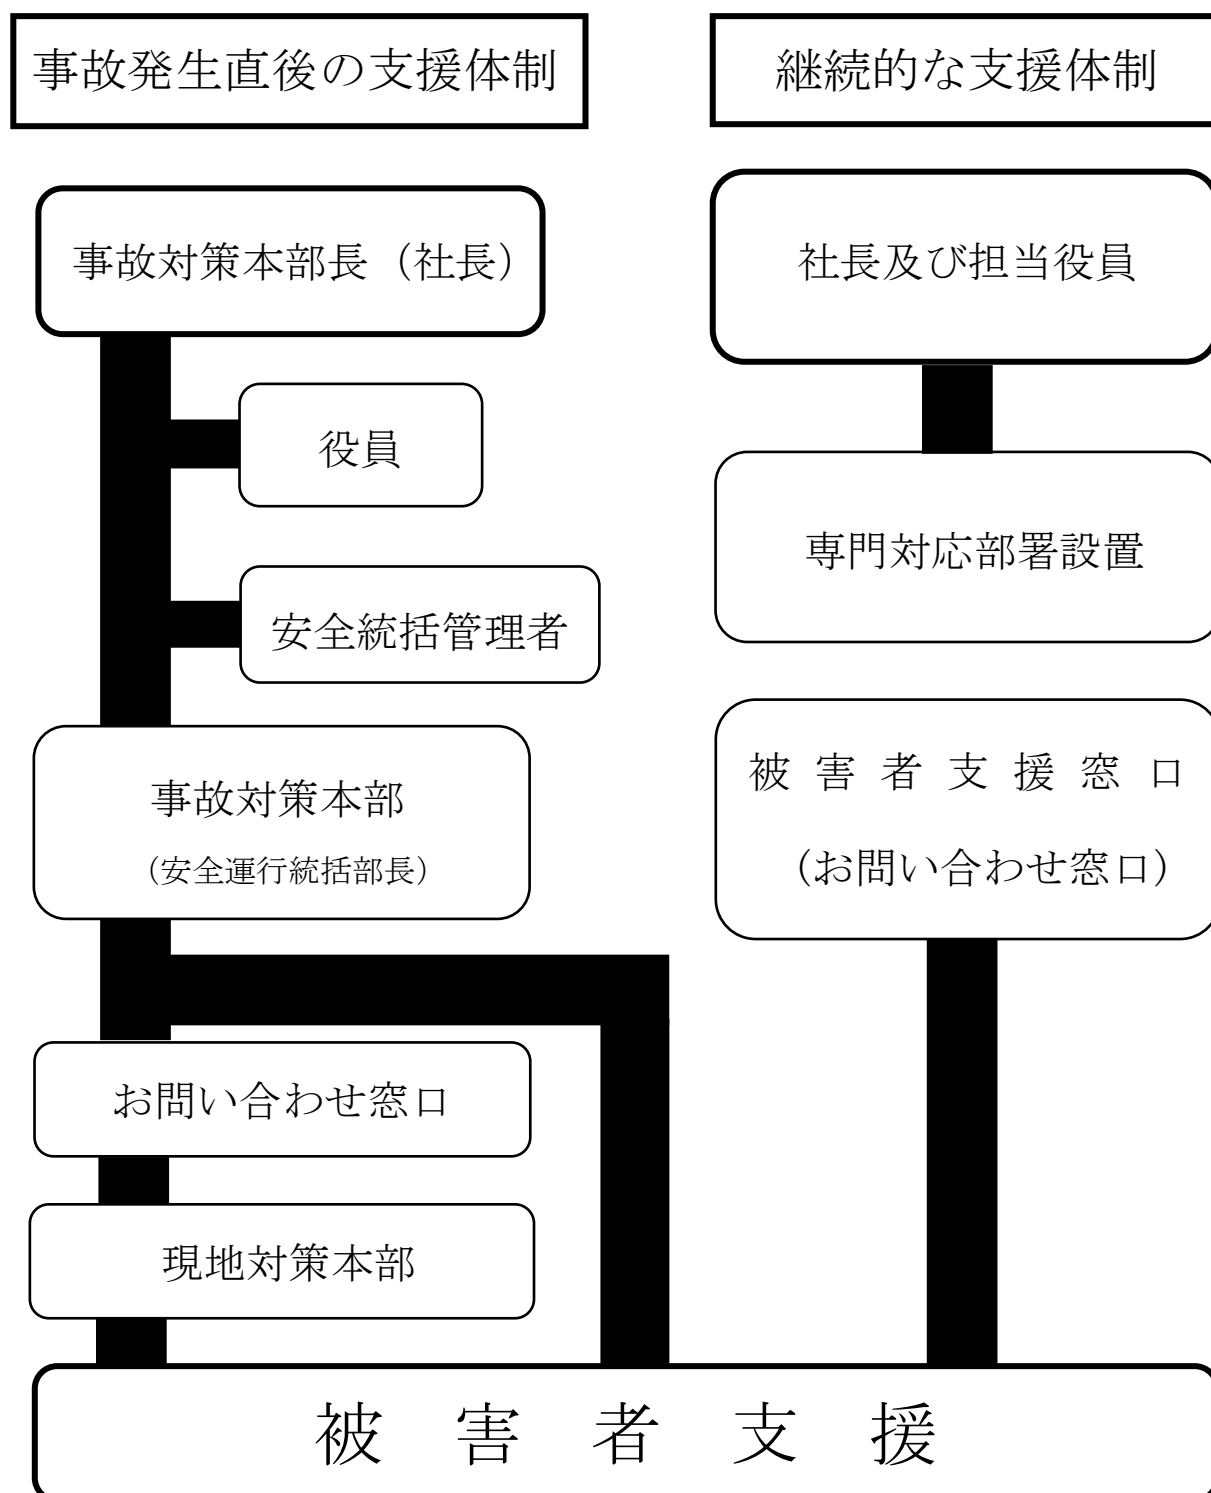 事故発生直後の支援体制
継続的な支援体制
事故対策本部長（社長）
役員
安全統括管理者
事故対策本部
（安全運行統括部長）
お問い合わせ窓口
現地対策本部
社長及び担当役員
専門対応部署設置
被害者支援窓口
（お問い合わせ窓口）
被害者支援